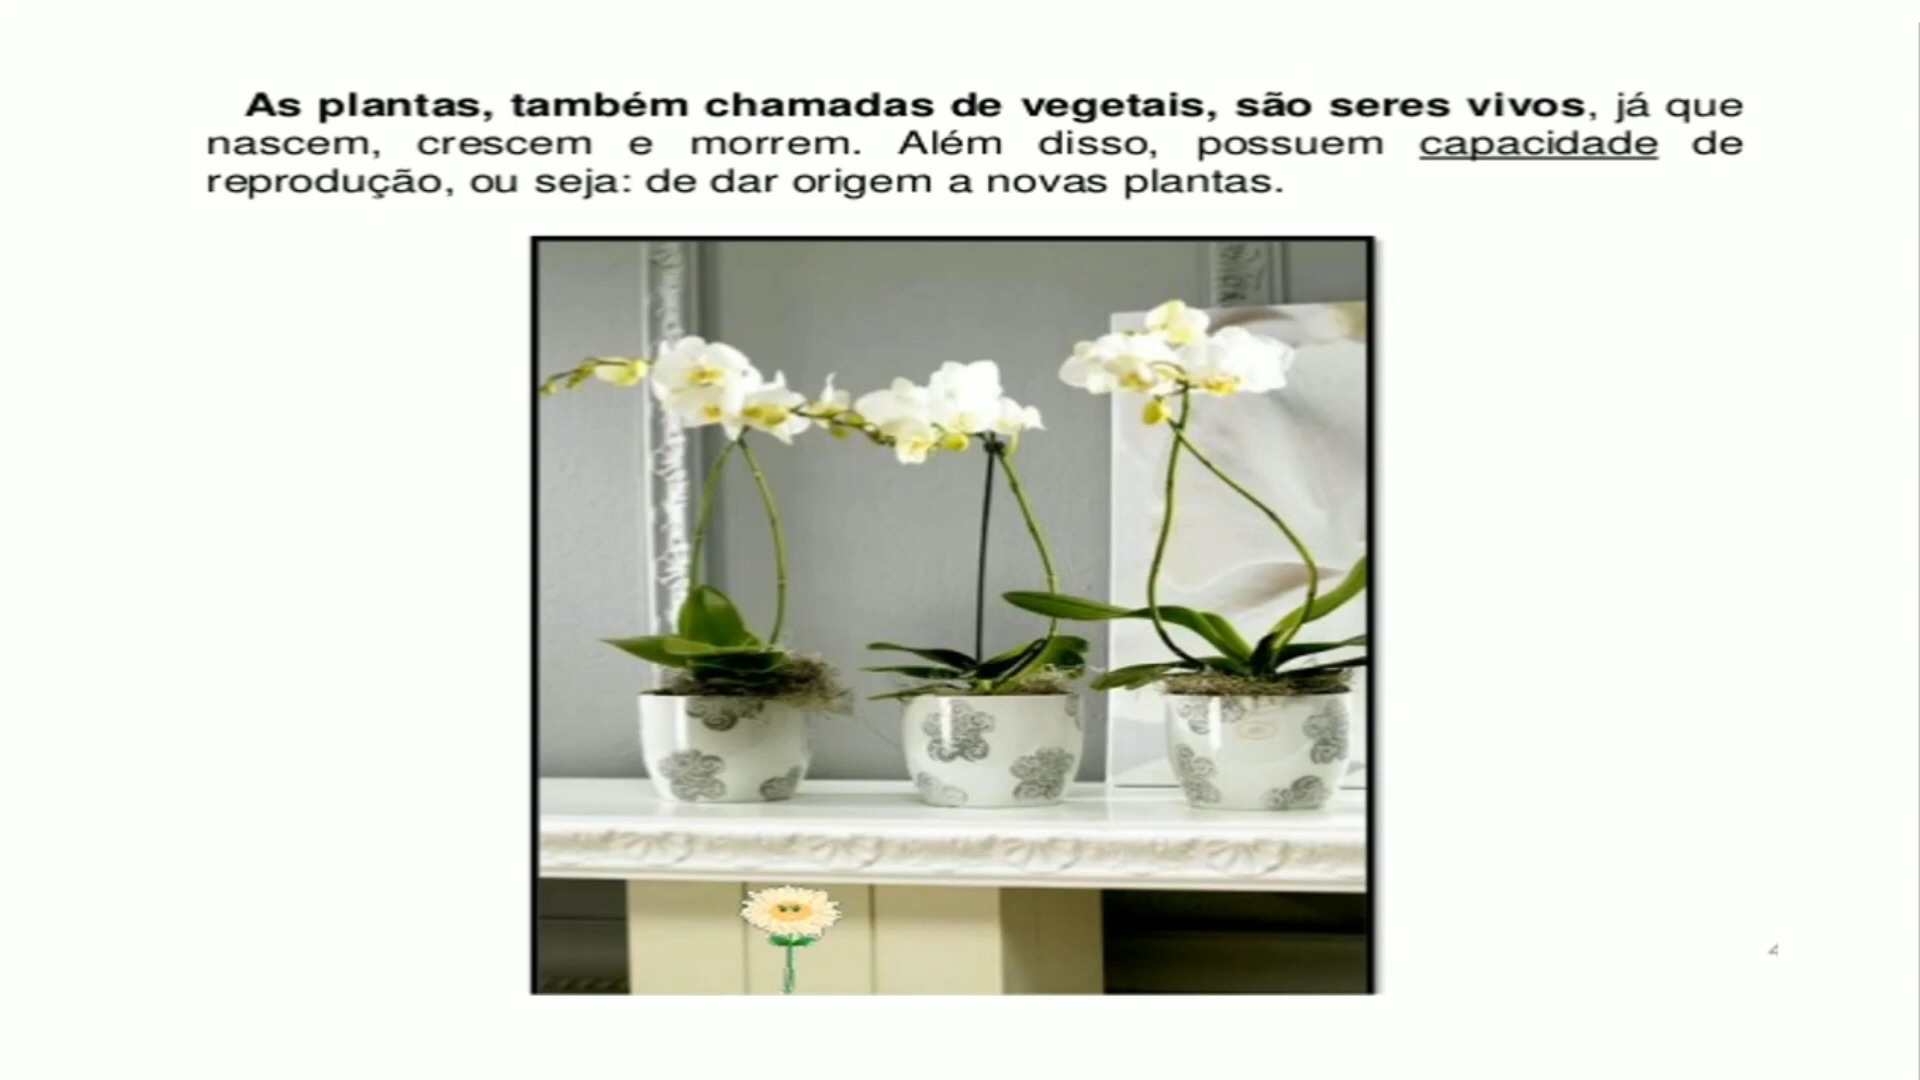 As plantas, também chamadas de vegetais, são seres vivos, já que
nascem, crescem e morrem. Além disso, possuem capacidade de
reprodução, ou seja: de dar origem a novas plantas.
4